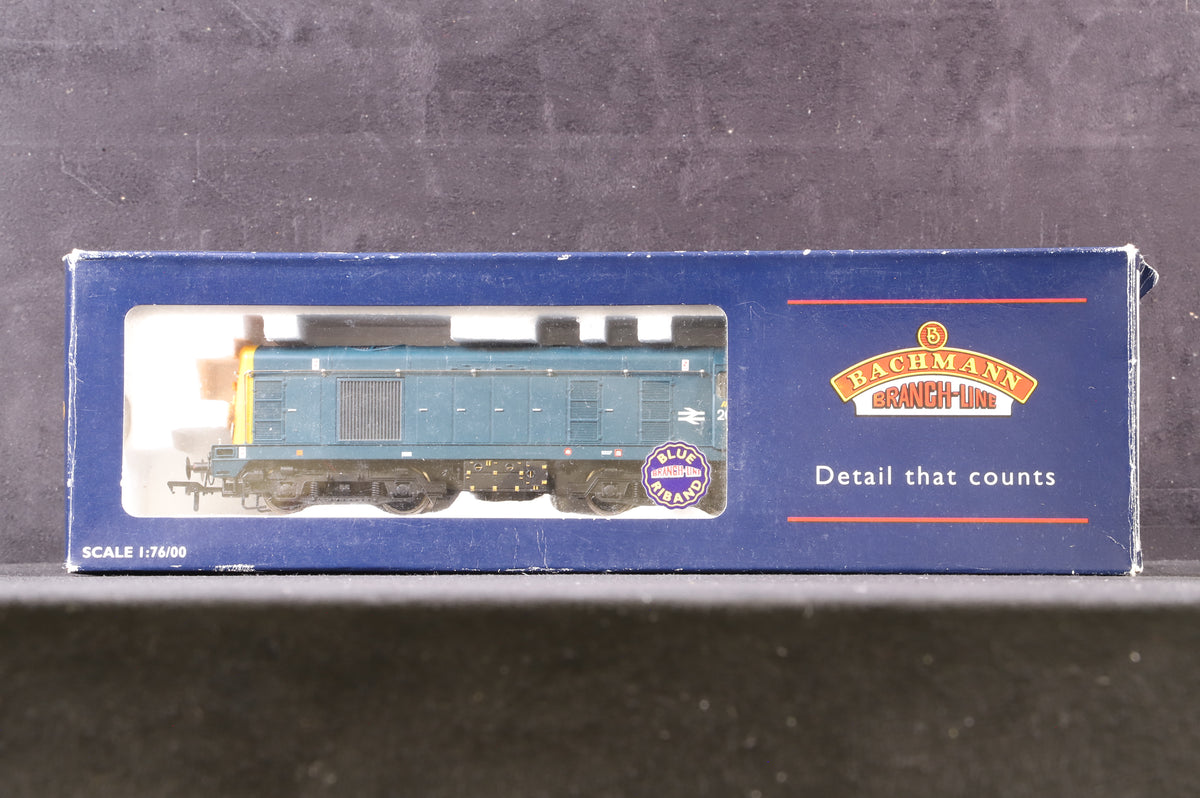 B
BACHMANN
BRANCH-LINE
Detail that counts
BLUE
BRANCH-LINE
RIBAND
SCALE 1:76/00